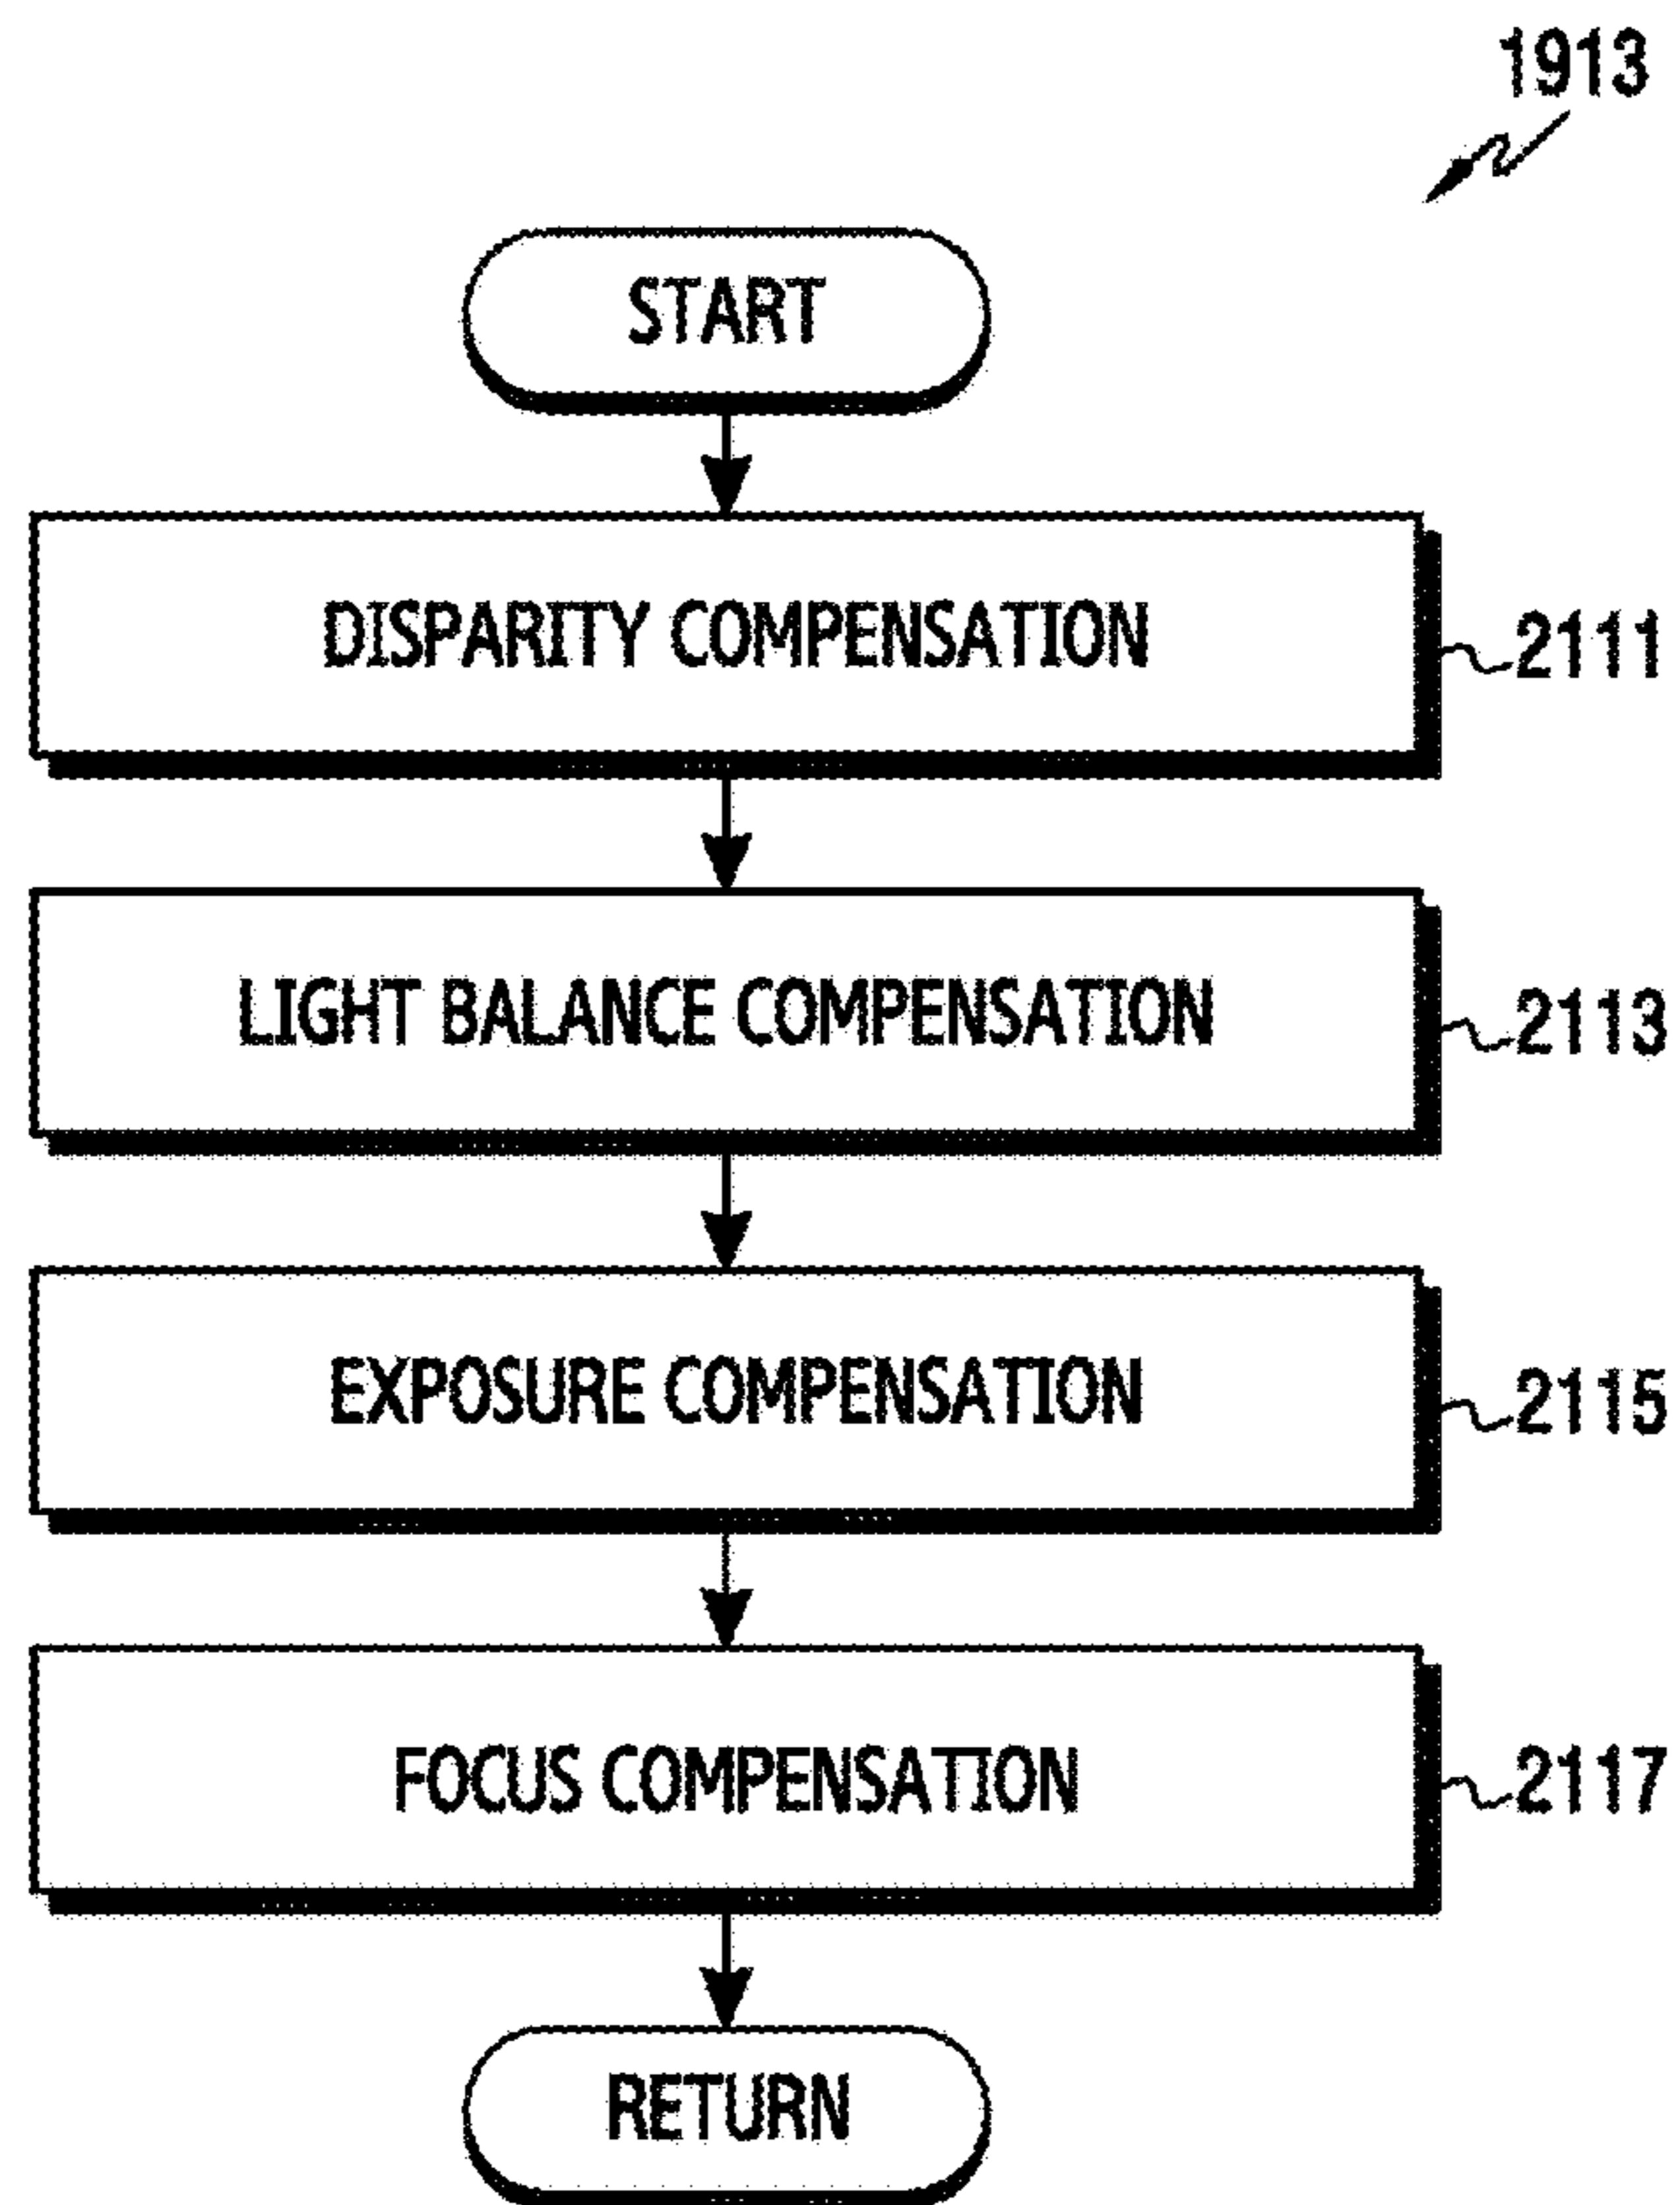 1913
START
DISPARITY COMPENSATION
2111
LIGHT BALANCE COMPENSATION
2113
EXPOSURE COMPENSATION
2115
FOCUS COMPENSATION
2117
RETURN